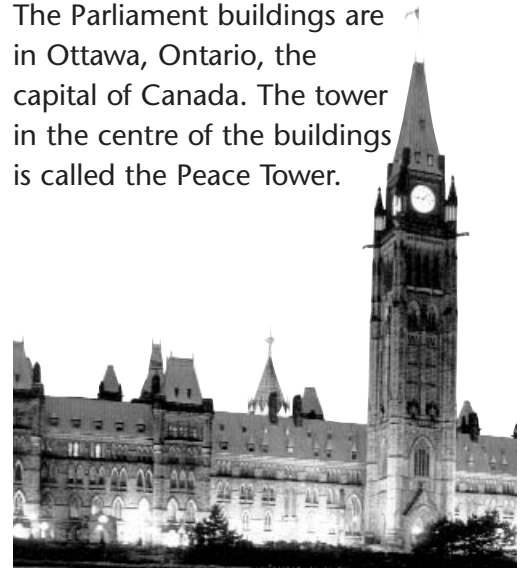 The Parliament buildings are
in Ottawa, Ontario, the
capital of Canada. The tower
in the centre of the buildings
is called the Peace Tower.